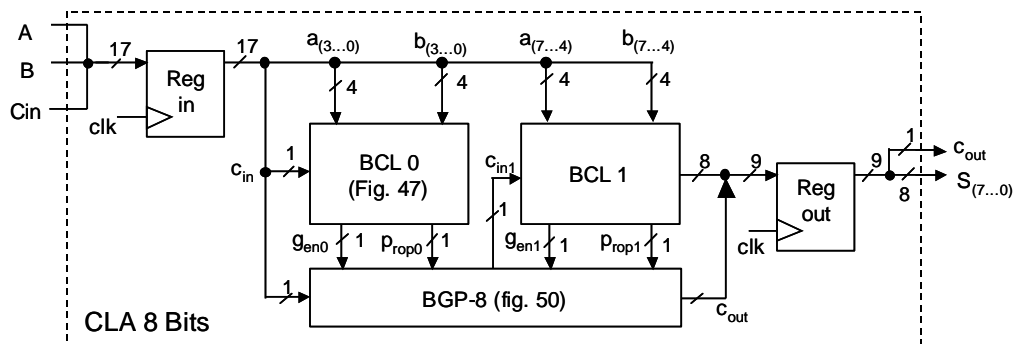 A
B
Cin
17
Reg
in
clk
17
a(3...0)
b(3...0)
a(7...4)
b(7...4)
4
4
4
4
cin
1
BCL 0
(Fig. 47)
cin1
1
BCL 1
8
9
Reg
out
clk
9
1
cout
8
S(7...0)
gen0
1
prop0
1
gen1
1
prop1
1
1
BGP-8 (fig. 50)
cout
CLA 8 Bits